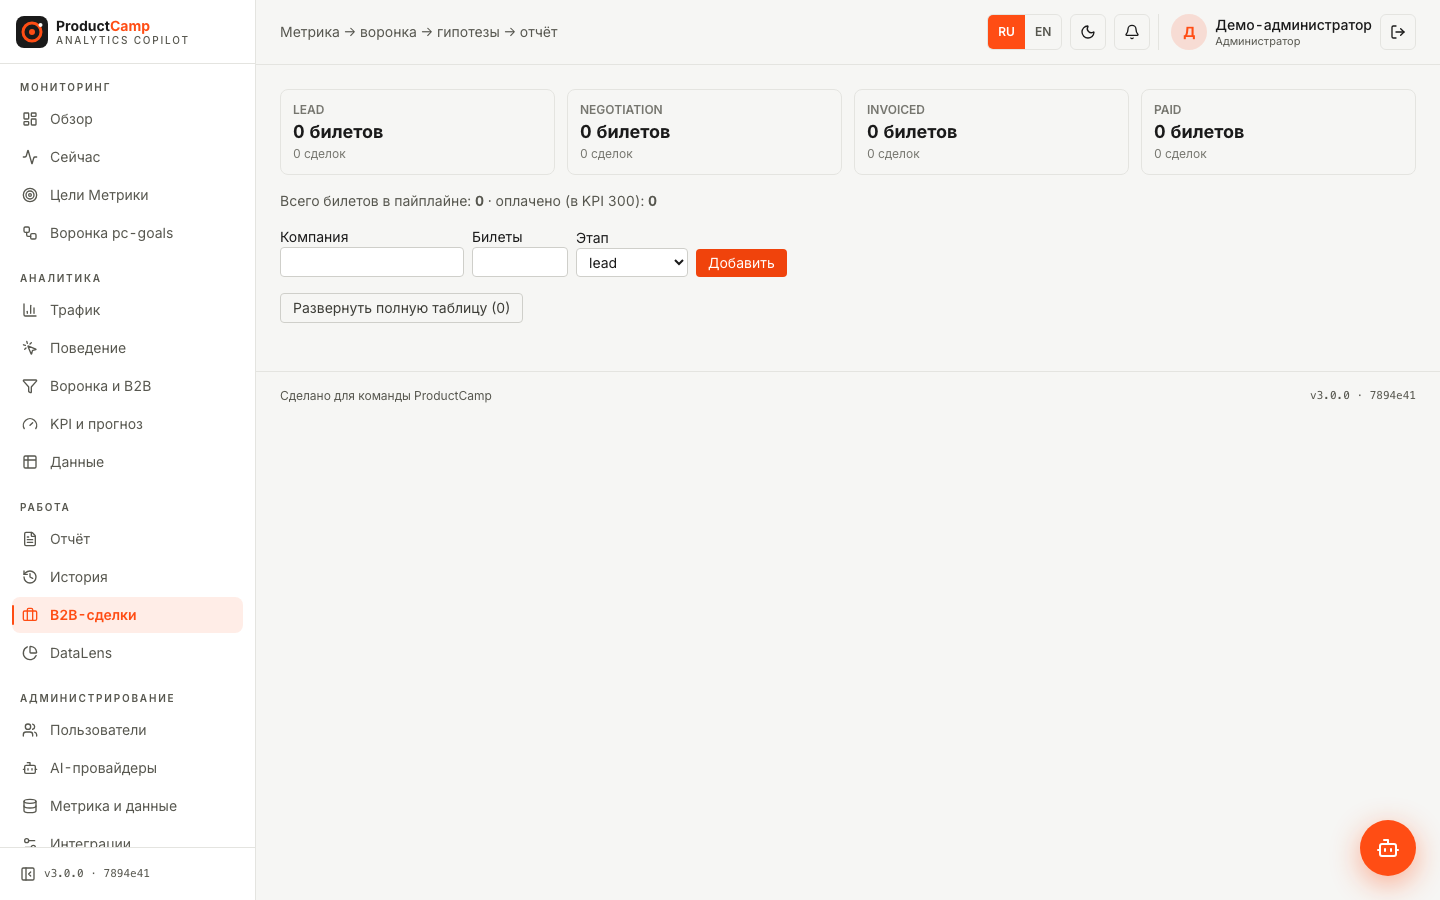 ProductCamp
ANALYTICS COPILOT
МОНИТОРИНГ
Обзор
Сейчас
Цели Метрики
Воронка pc-goals
АНАЛИТИКА
Трафик
Поведение
Воронка и B2B
KPI и прогноз
Данные
РАБОТА
Отчёт
История
B2B-сделки
DataLens
АДМИНИСТРИРОВАНИЕ
Пользователи
AI-провайдеры
Метрика и данные
Интеграции
v3.0.0 · 7894e41
Метрика → воронка → гипотезы → отчёт
RU EN
Д
Демо-администратор
Администратор
LEAD
0 билетов
0 сделок
NEGOTIATION
0 билетов
0 сделок
INVOICED
0 билетов
0 сделок
PAID
0 билетов
0 сделок
Всего билетов в пайплайне: 0 · оплачено (в KPI 300): 0
Компания Билеты Этап
lead Добавить
Развернуть полную таблицу (0)
Сделано для команды ProductCamp
v3.0.0 · 7894e41